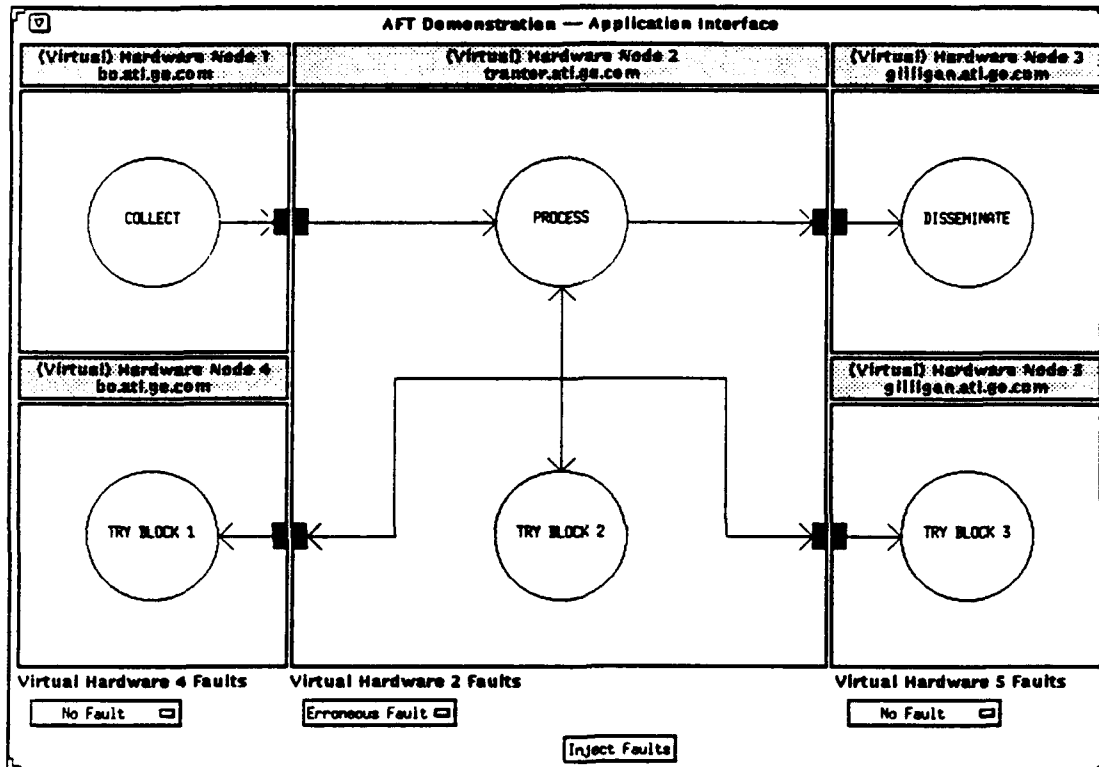 AFT Demonstration — Application Interface
(Virtual) Hardware Node 1
bo.atl.ge.com
(Virtual) Hardware Node 2
trantor.atl.ge.com
(Virtual) Hardware Node 3
gilligan.atl.ge.com
COLLECT
PROCESS
DISSEMINATE
(Virtual) Hardware Node 4
bo.atl.ge.com
(Virtual) Hardware Node 5
gilligan.atl.ge.com
TRY BLOCK 1
TRY BLOCK 2
TRY BLOCK 3
Virtual Hardware 4 Faults
Virtual Hardware 2 Faults
Virtual Hardware 5 Faults
No Fault
Erroneous Fault
No Fault
Inject Faults